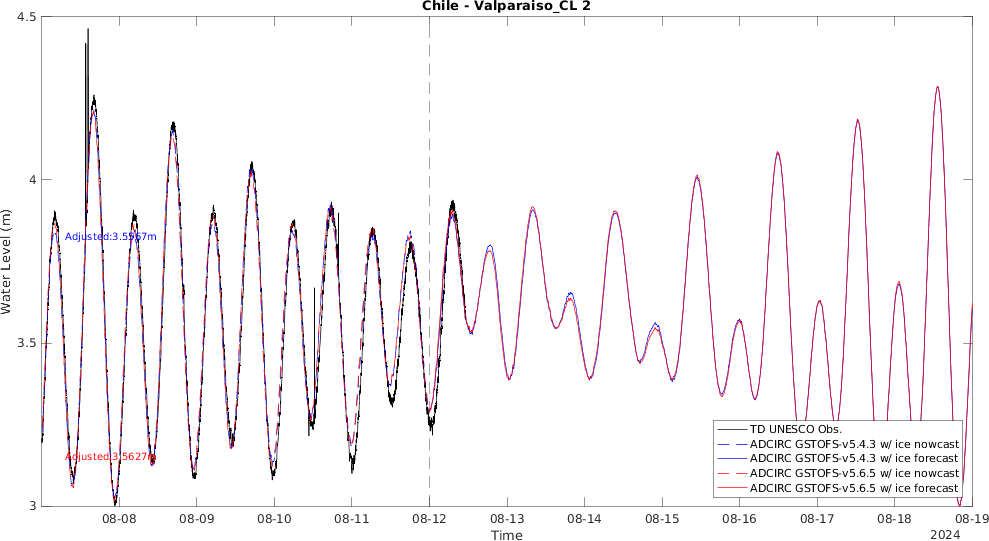 Chile - Valparaiso_CL 2
4.5
4
3.5
3
Water Level (m)
Adjusted:3.5567m
Adjusted:3.5627m
TD UNESCO Obs.
ADCIRC GSTOFS-v5.4.3 w/ ice nowcast
ADCIRC GSTOFS-v5.4.3 w/ ice forecast
ADCIRC GSTOFS-v5.6.5 w/ ice nowcast
ADCIRC GSTOFS-v5.6.5 w/ ice forecast
08-08 08-09 08-10 08-11 08-12 08-13 08-14 08-15 08-16 08-17 08-18 08-19
Time
2024